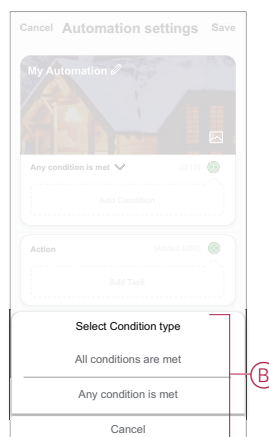 Cancel Automation settings Save
My Automation
Any condition is met
Add Condition
Action
Add Task
Select Condition type
All conditions are met
Any condition is met
Cancel
B